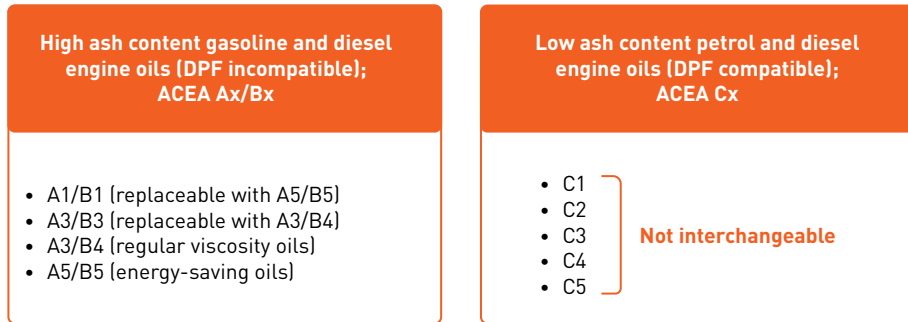 High ash content gasoline and diesel
engine oils (DPF incompatible);
ACEA Ax/Bx
• A1/B1 (replaceable with A5/B5)
• A3/B3 (replaceable with A3/B4)
• A3/B4 (regular viscosity oils)
• A5/B5 (energy-saving oils)
Low ash content petrol and diesel
engine oils (DPF compatible);
ACEA Cx
• C1
• C2
• C3
• C4
• C5
Not interchangeable